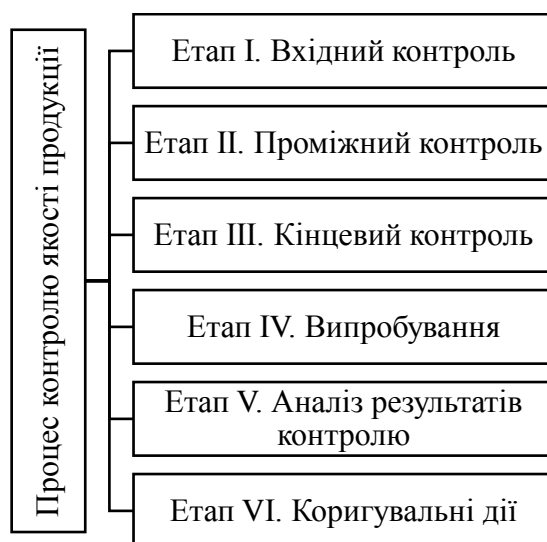 Процес контролю якості продукції
Етап I. Вхідний контроль
Етап II. Проміжний контроль
Етап III. Кінцевий контроль
Етап IV. Випробування
Етап V. Аналіз результатів
контролю
Етап VI. Коригувальні дії